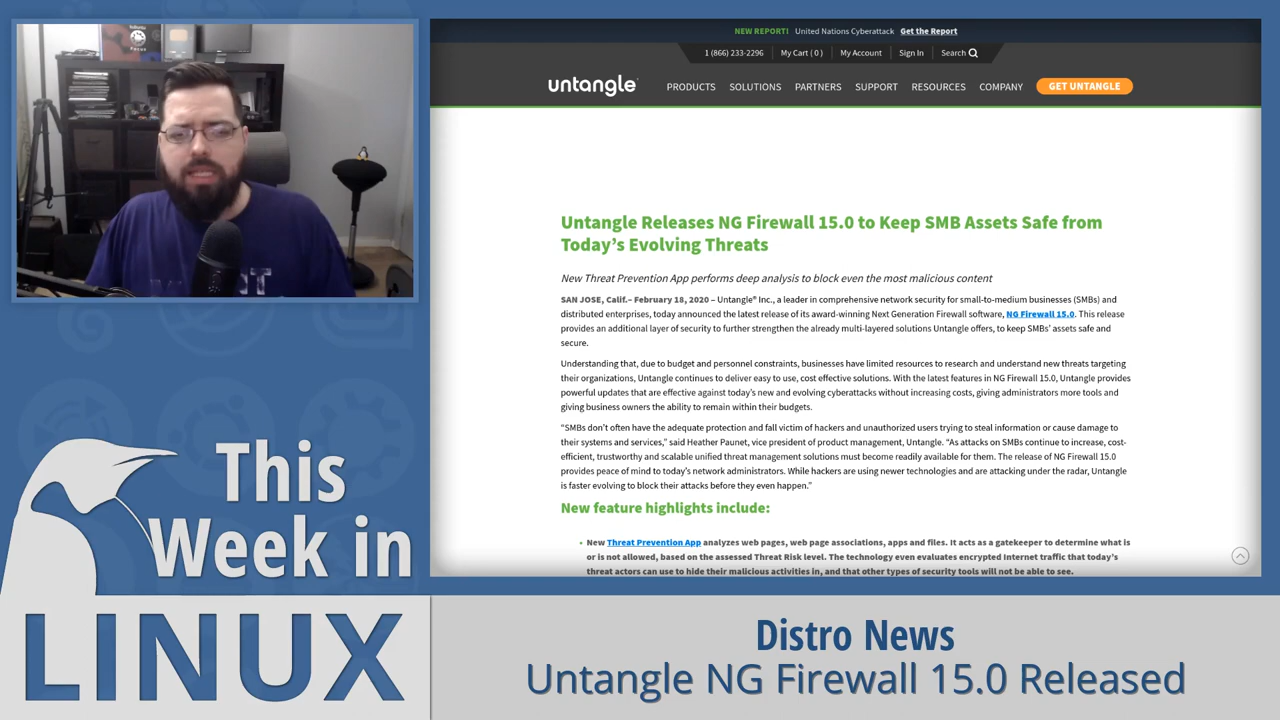 NEW REPORT! United Nations Cyberattack Get the Report
1 (866) 233-2296 My Cart ( 0 ) My Account Sign In Search
untangle PRODUCTS SOLUTIONS PARTNERS SUPPORT RESOURCES COMPANY GET UNTANGLE
Untangle Releases NG Firewall 15.0 to Keep SMB Assets Safe from
Today’s Evolving Threats
New Threat Prevention App performs deep analysis to block even the most malicious content
SAN JOSE, Calif.– February 18, 2020 – Untangle® Inc., a leader in comprehensive network security for small-to-medium businesses (SMBs) and
distributed enterprises, today announced the latest release of its award-winning Next Generation Firewall software, NG Firewall 15.0. This release
provides an additional layer of security to further strengthen the already multi-layered solutions Untangle offers, to keep SMBs’ assets safe and
secure.
Understanding that, due to budget and personnel constraints, businesses have limited resources to research and understand new threats targeting
their organizations, Untangle continues to deliver easy to use, cost effective solutions. With the latest features in NG Firewall 15.0, Untangle provides
powerful updates that are effective against today’s new and evolving cyberattacks without increasing costs, giving administrators more tools and
giving business owners the ability to remain within their budgets.
“SMBs don’t often have the adequate protection and fall victim of hackers and unauthorized users trying to steal information or cause damage to
their systems and services,” said Heather Paunet, vice president of product management, Untangle. “As attacks on SMBs continue to increase, cost-
efficient, trustworthy and scalable unified threat management solutions must become readily available for them. The release of NG Firewall 15.0
provides peace of mind to today’s network administrators. While hackers are using newer technologies and are attacking under the radar, Untangle
is faster evolving to block their attacks before they even happen.”
New feature highlights include:
• New Threat Prevention App analyzes web pages, web page associations, apps and files. It acts as a gatekeeper to determine what is
or is not allowed, based on the assessed Threat Risk level. The technology even evaluates encrypted Internet traffic that today’s
threat actors can use to hide their malicious activities in, and that other types of security tools will not be able to see.
This
Week in
LINUX
Distro News
Untangle NG Firewall 15.0 Released